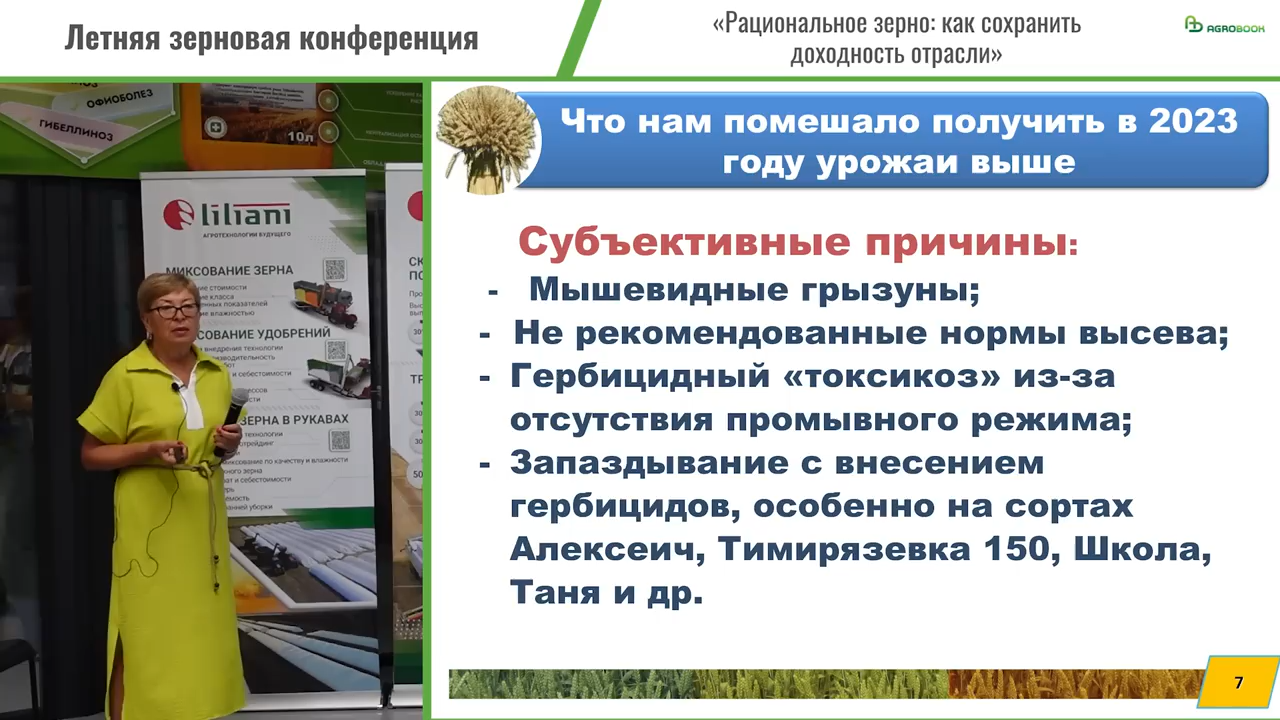 Летняя зерновая конференция
«Рациональное зерно: как сохранить
доходность отрасли»
AGROBOOK
ОФИОБОЛЕЗ
ГИБЕЛЛИНОЗ
10л
liliani
АГРОТЕХНОЛОГИИ БУДУЩЕГО
МИКСОВАНИЕ ЗЕРНА
УДОБРЕНИЙ
ЗЕРНА В РУКАВАХ
Что нам помешало получить в 2023
году урожаи выше
Субъективные причины:
- Мышевидные грызуны;
- Не рекомендованные нормы высева;
- Гербицидный «токсикоз» из-за
отсутствия промывного режима;
- Запаздывание с внесением
гербицидов, особенно на сортах
Алексеич, Тимирязевка 150, Школа,
Таня и др.
7